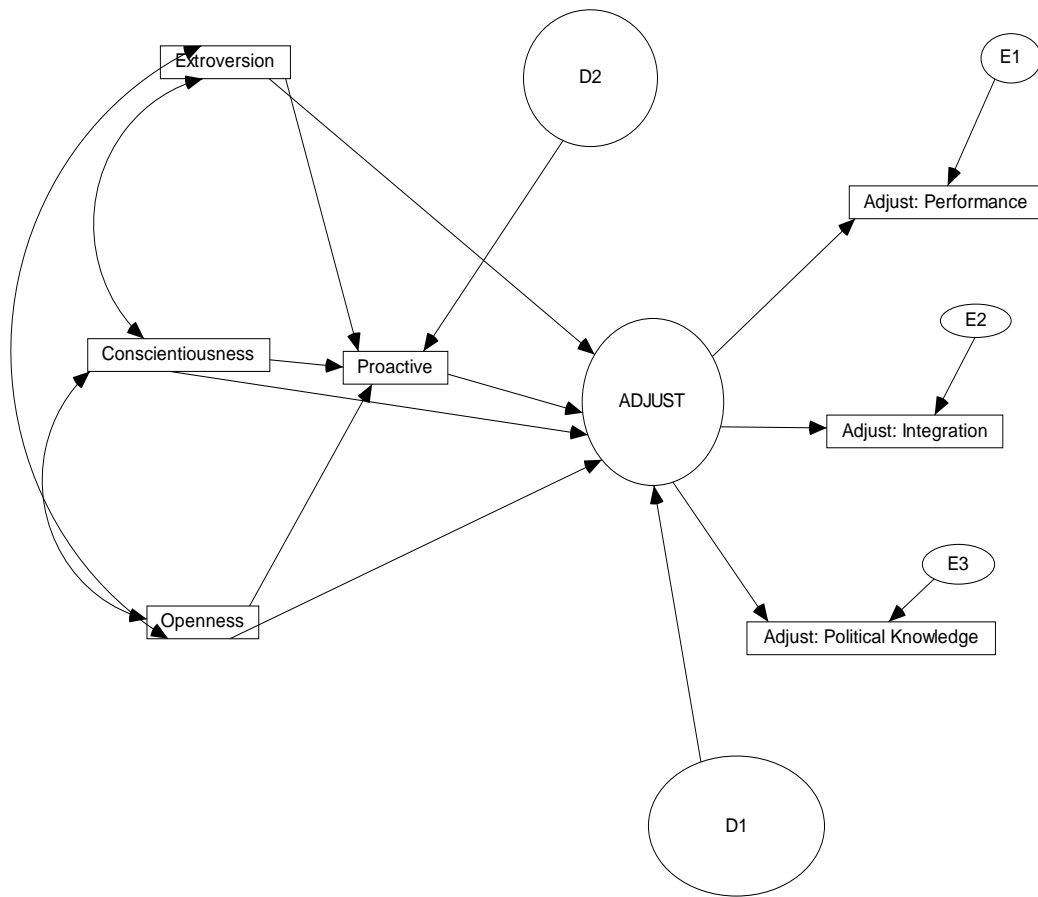 Extroversion
D2
E1
Adjust: Performance
E2
Conscientiousness
Proactive
ADJUST
Adjust: Integration
E3
Openness
Adjust: Political Knowledge
D1